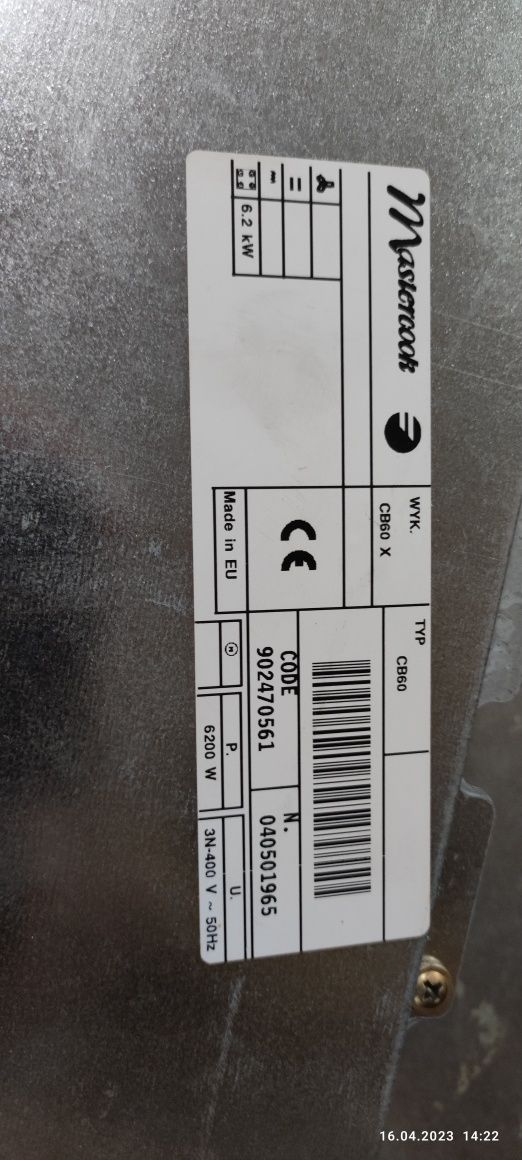 Mastercook
WYK.
CB60 X
TYP
CB60
6.2 kW
CE
Made in EU
CODE
902470561
N.
040501965
P.
6200 W
U.
3N-400 V ~ 50Hz
16.04.2023 14:22